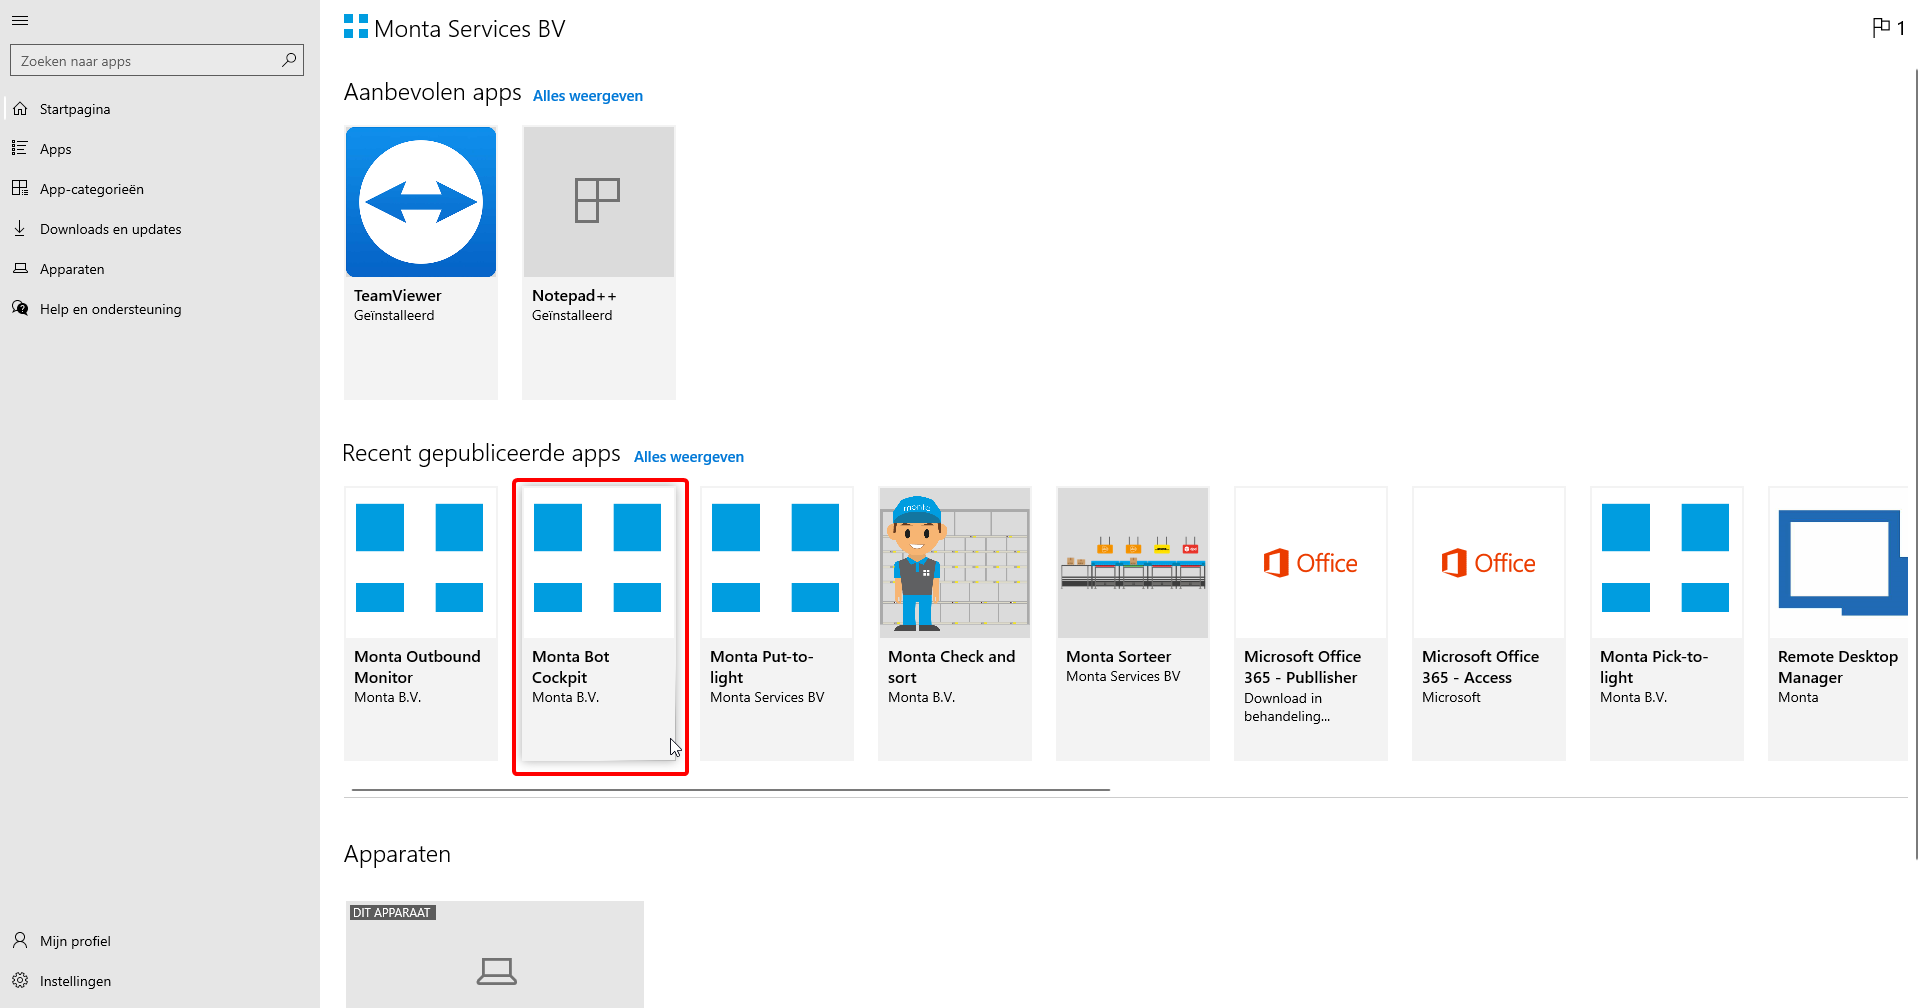 Monta Services BV
1
Zoeken naar apps
Startpagina
Apps
App-categorieën
Downloads en updates
Apparaten
Help en ondersteuning
Mijn profiel
Instellingen
Aanbevolen apps Alles weergeven
TeamViewer
Geïnstalleerd
Notepad++
Geïnstalleerd
Recent gepubliceerde apps Alles weergeven
Monta Outbound
Monitor
Monta B.V.
Monta Bot
Cockpit
Monta B.V.
Monta Put-to-
light
Monta Services BV
monta
Monta Check and
sort
Monta B.V.
Monta Sorteer
Monta Services BV
Office
Microsoft Office
365 - Publlisher
Download in
behandeling...
Office
Microsoft Office
365 - Access
Microsoft
Monta Pick-to-
light
Monta B.V.
Remote Desktop
Manager
Monta
Apparaten
DIT APPARAAT